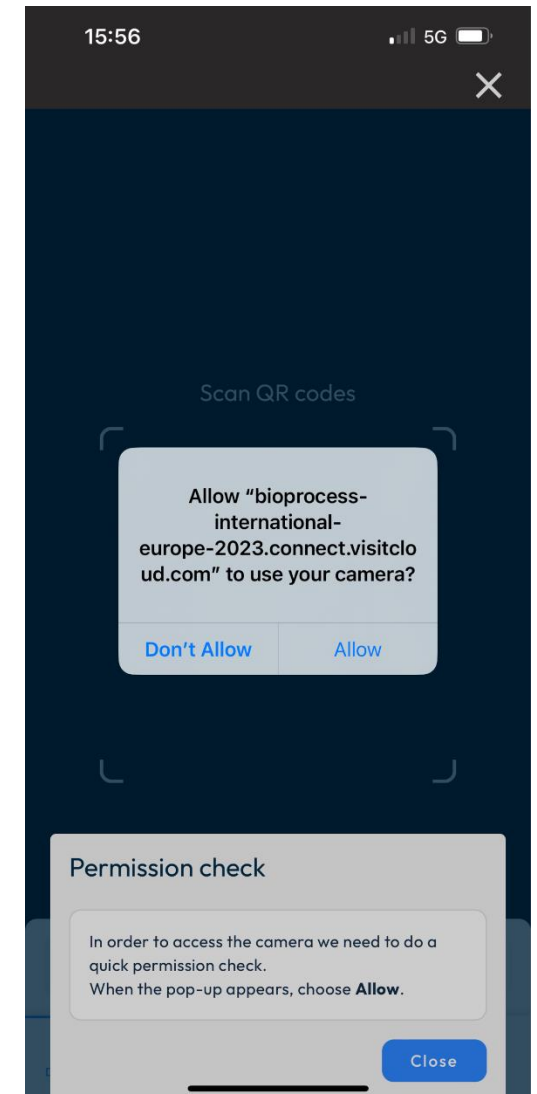 15:56
5G
Scan QR codes
Allow “bioprocess-
international-
europe-2023.connect.visitclo
ud.com” to use your camera?
Don’t Allow
Allow
Permission check
In order to access the camera we need to do a
quick permission check.
When the pop-up appears, choose Allow.
Close